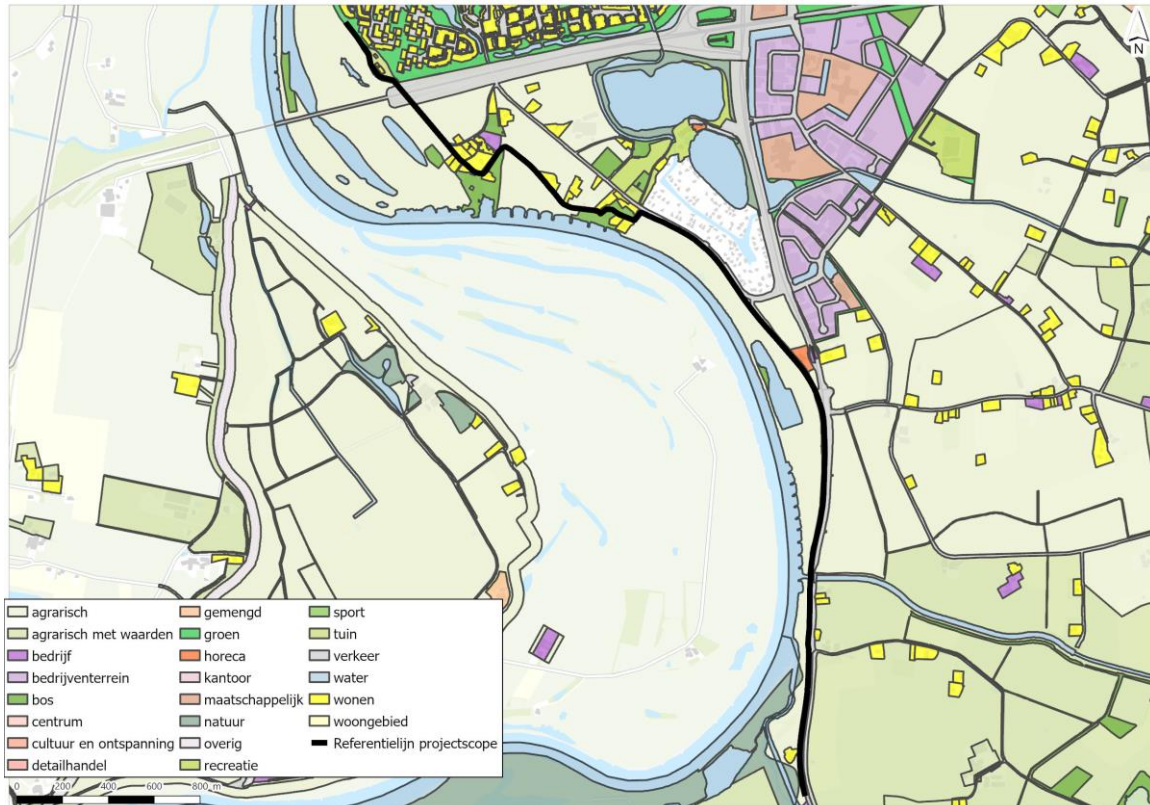 N
agrarisch
agrarisch met waarden
bedrijf
bedrijventerrein
bos
centrum
cultuur en ontspanning
detailhandel
gemengd
groen
horeca
kantoor
maatschappelijk
natuur
overig
recreatie
sport
tuin
verkeer
water
wonen
woongebied
Referentielijn projectscope
0 200 400 600 800 m